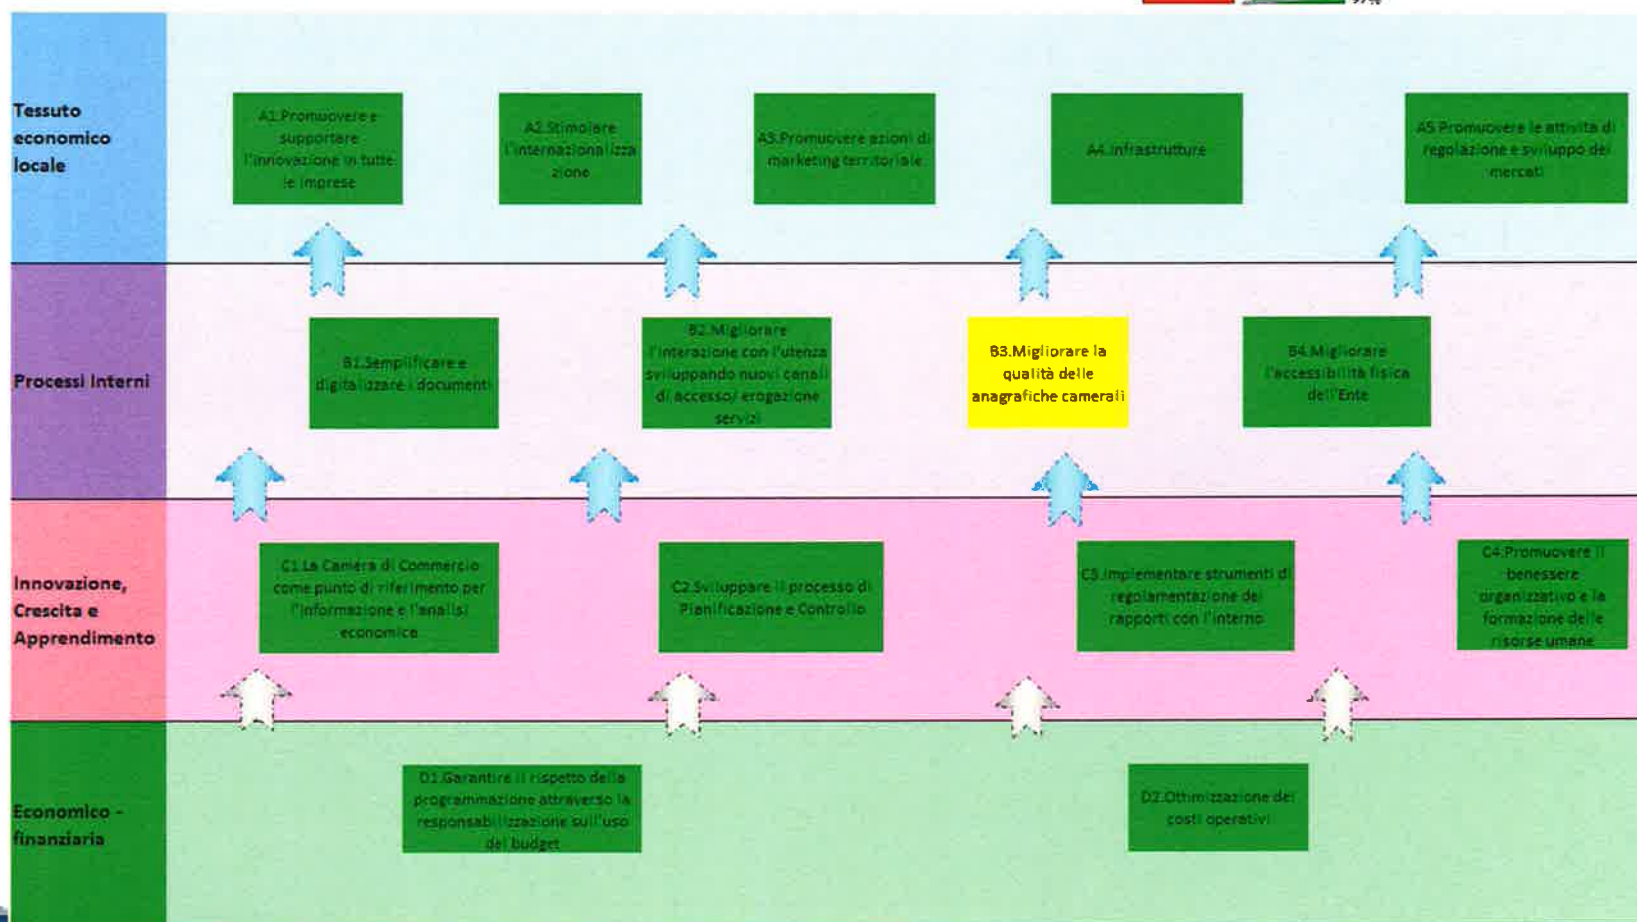 Tessuto
economico
locale
A1.Promuovere e
supportare
l'innovazione in tutte
le imprese
A2.Stimolare
l'internazionalizza
zione
A3.Promuovere azioni di
marketing territoriale
A4.Infrastrutture
A5.Promuovere le attività di
regolazione e sviluppo dei
mercati
Processi Interni
B1.Semplificare e
digitalizzare i documenti
B2.Migliorare
l'interazione con l'utenza
sviluppando nuovi canali
di accesso/ erogazione
servizi
B3.Migliorare la
qualità delle
anagrafiche camerali
B4.Migliorare
l'accessibilità fisica
dell'Ente
Innovazione,
Crescita e
Apprendimento
C1.La Camera di Commercio
come punto di riferimento per
l'informazione e l'analisi
economica
C2.Sviluppare il processo di
Pianificazione e Controllo
C3.Implementare strumenti di
regolamentazione dei
rapporti con l'interno
C4.Promuovere il
benessere
organizzativo e la
formazione delle
risorse umane
Economico -
finanziaria
D1.Garantire il rispetto della
programmazione attraverso la
responsabilizzazione sull'uso
del budget
D2.Ottimizzazione dei
costi operativi